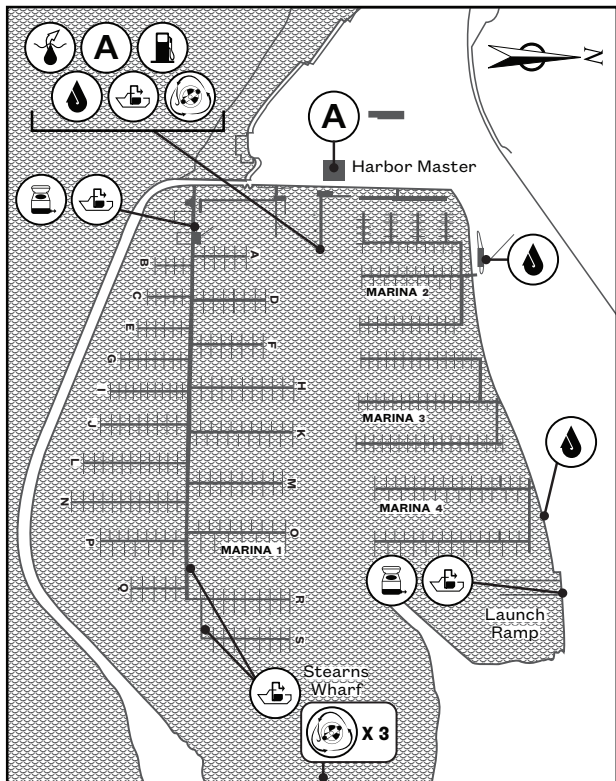 A
N
A
Harbor Master
A
B
MARINA 2
C
D
E
F
G
H
I
MARINA 3
J
K
L
M
N
MARINA 4
O
MARINA 1
P
Q
R
Launch
Ramp
S
Stearns
Wharf
X 3